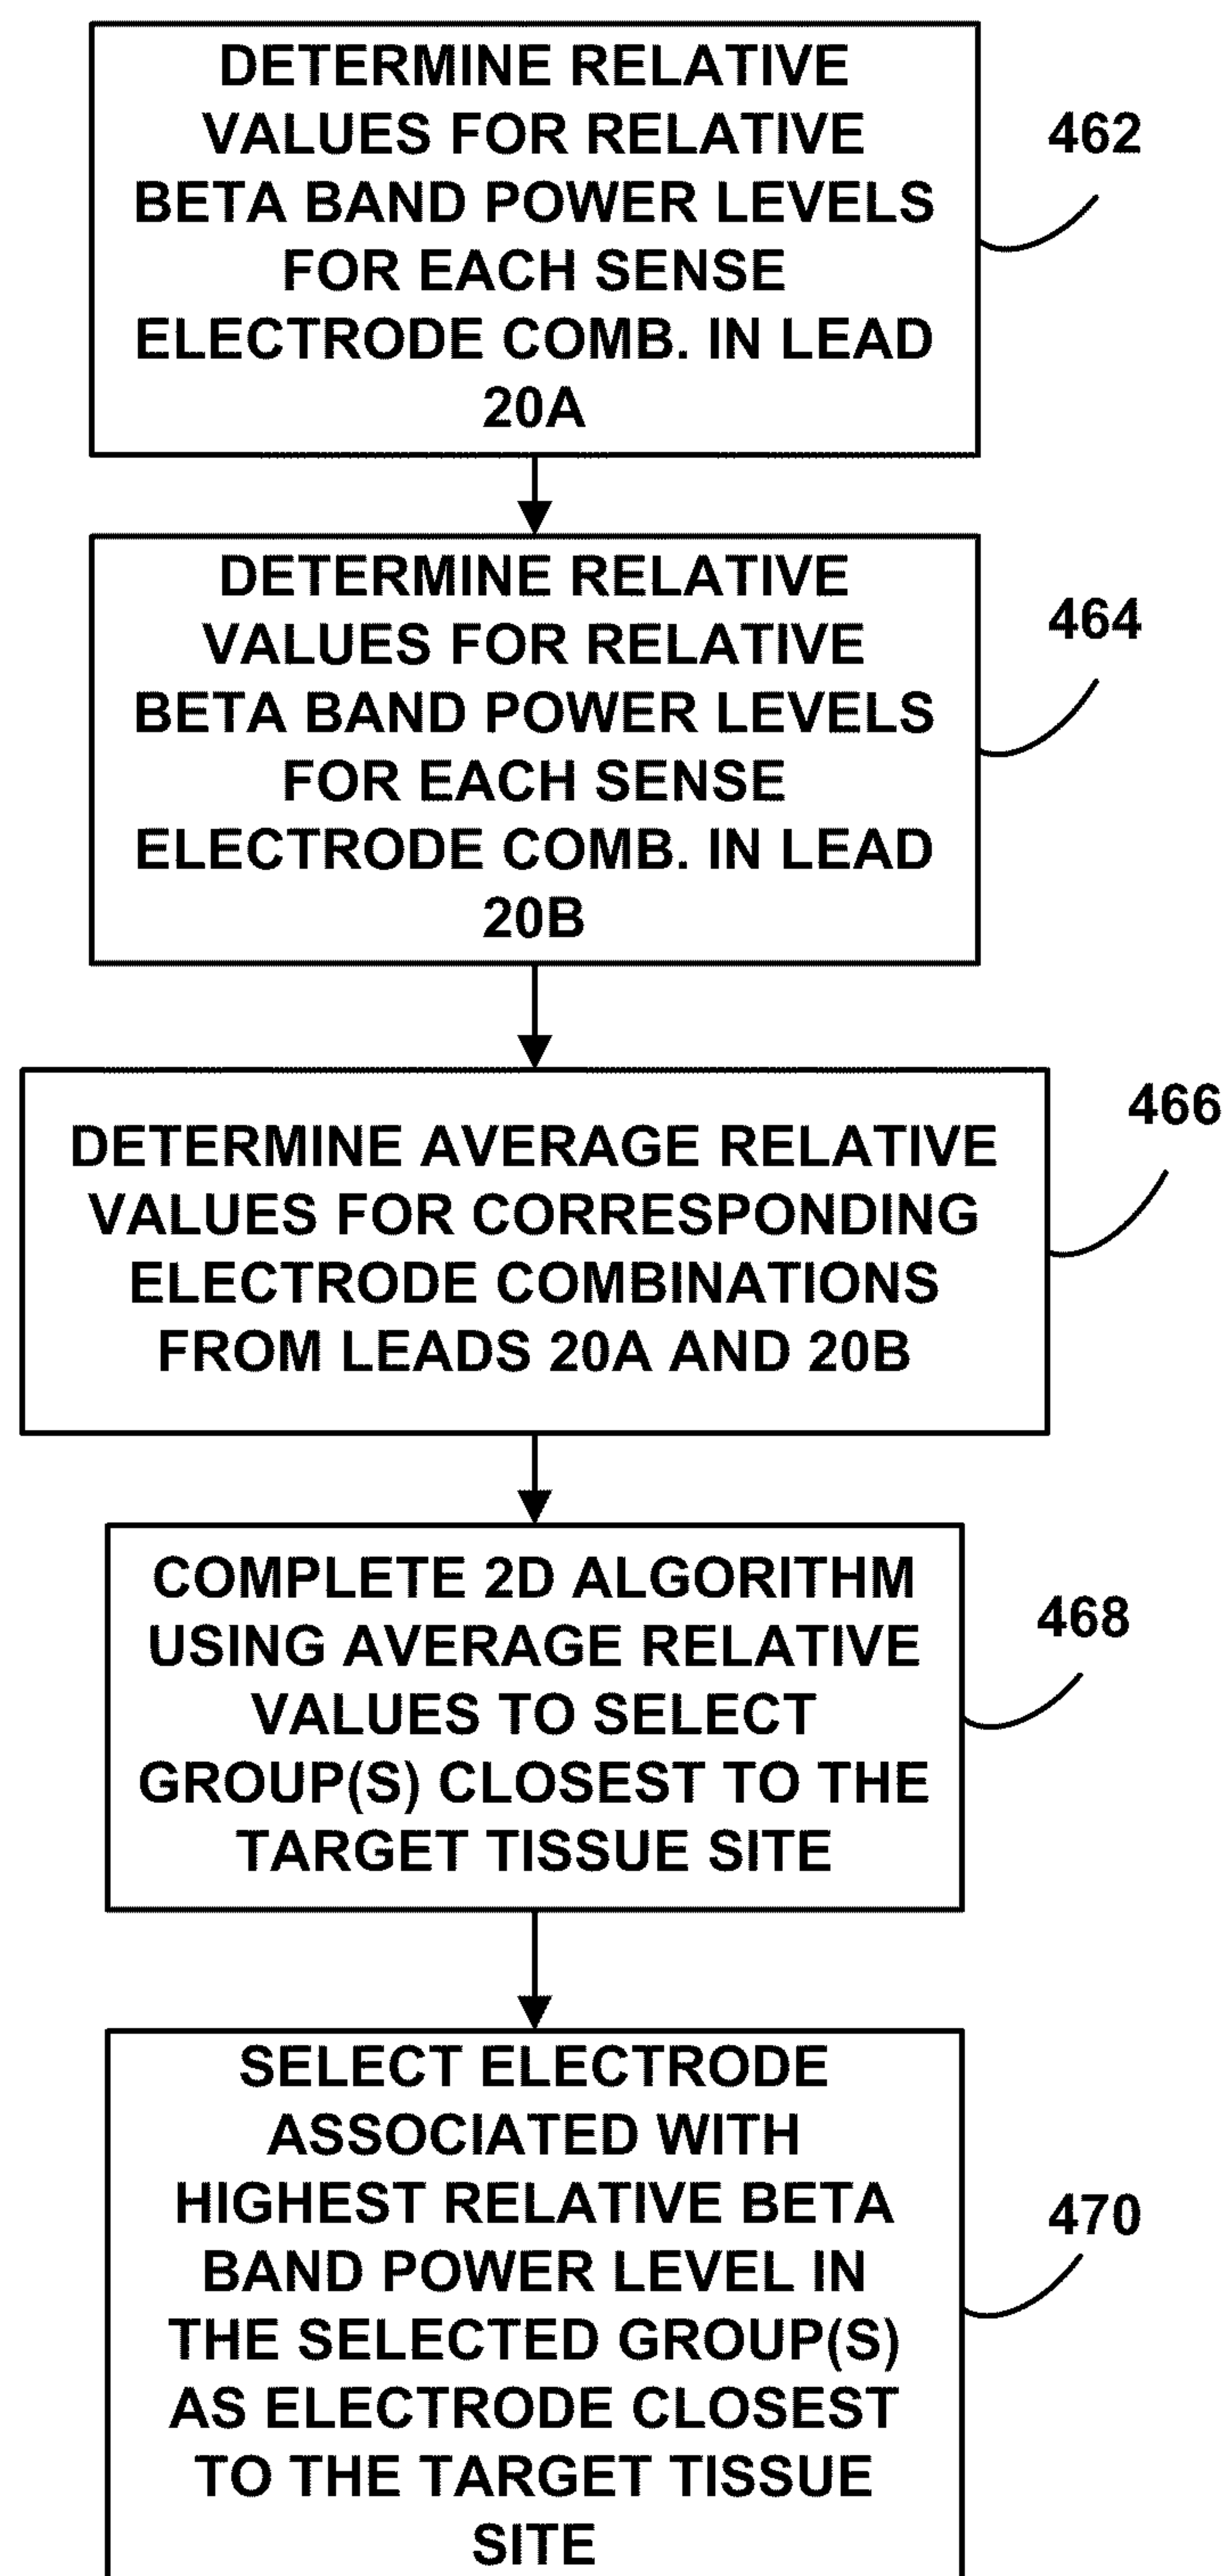 DETERMINE RELATIVE
VALUES FOR RELATIVE
BETA BAND POWER LEVELS
FOR EACH SENSE
ELECTRODE COMB. IN LEAD
20A
462
DETERMINE RELATIVE
VALUES FOR RELATIVE
BETA BAND POWER LEVELS
FOR EACH SENSE
ELECTRODE COMB. IN LEAD
20B
464
DETERMINE AVERAGE RELATIVE
VALUES FOR CORRESPONDING
ELECTRODE COMBINATIONS
FROM LEADS 20A AND 20B
466
COMPLETE 2D ALGORITHM
USING AVERAGE RELATIVE
VALUES TO SELECT
GROUP(S) CLOSEST TO THE
TARGET TISSUE SITE
468
SELECT ELECTRODE
ASSOCIATED WITH
HIGHEST RELATIVE BETA
BAND POWER LEVEL IN
THE SELECTED GROUP(S)
AS ELECTRODE CLOSEST
TO THE TARGET TISSUE
SITE
470